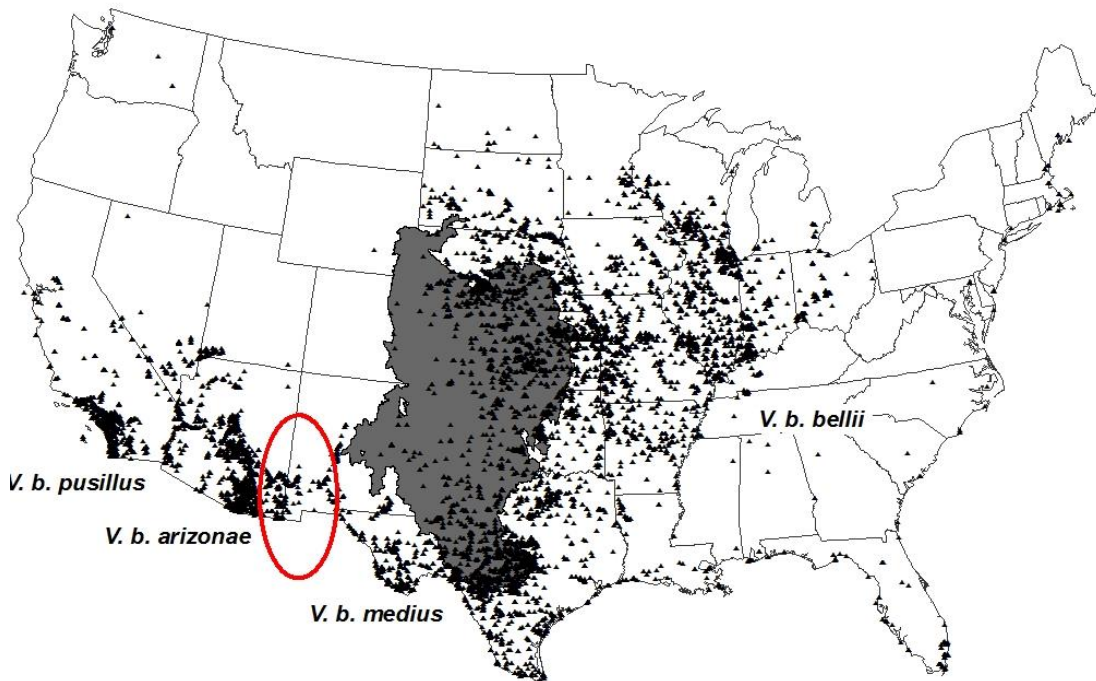 V. b. bellii
V. b. pusillus
V. b. arizonae
V. b. medius